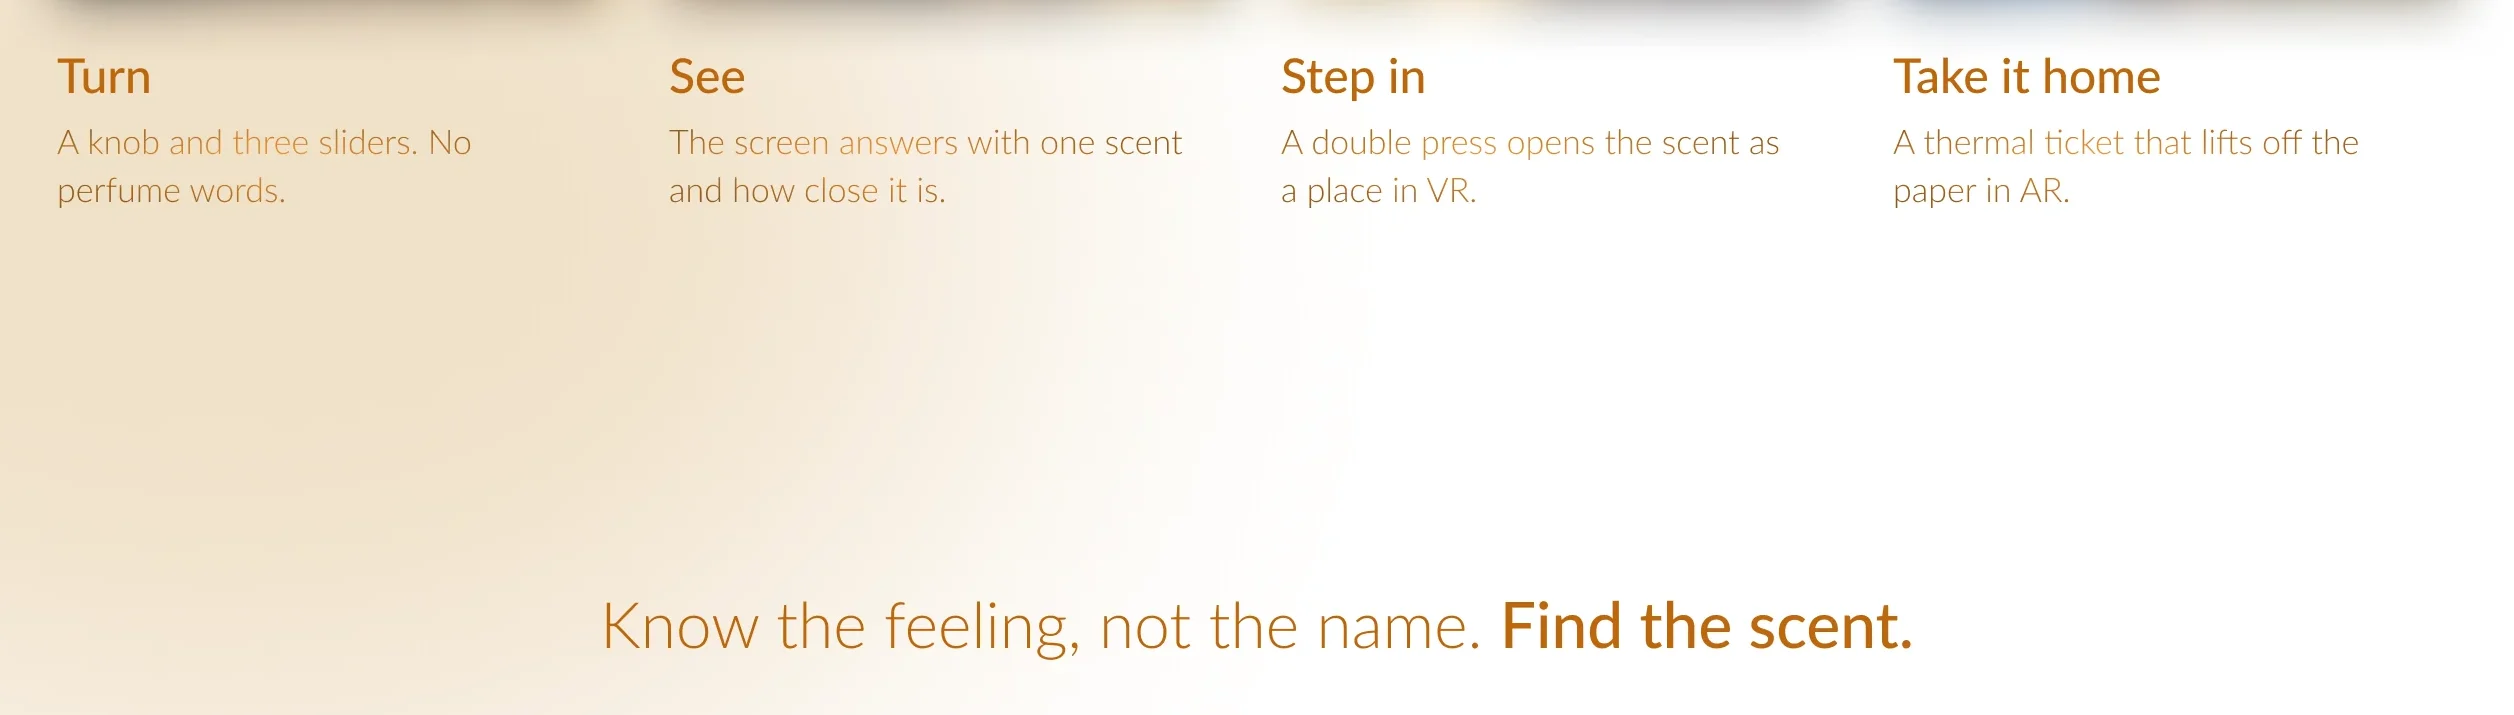 Turn
A knob and three sliders. No
perfume words.
See
The screen answers with one scent
and how close it is.
Step in
A double press opens the scent as
a place in VR.
Take it home
A thermal ticket that lifts off the
paper in AR.
Know the feeling, not the name. Find the scent.